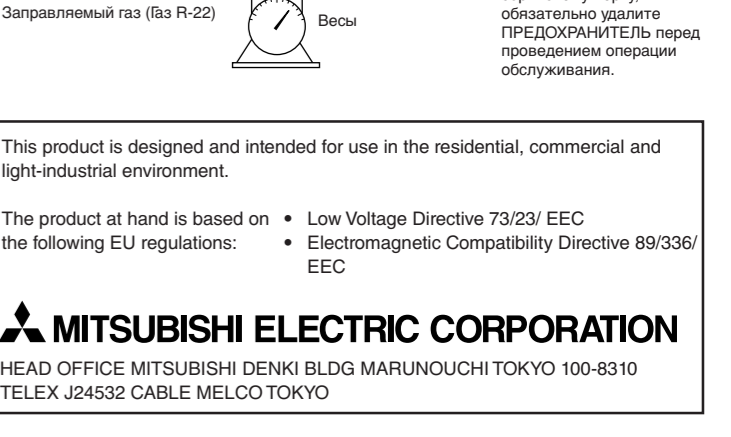 Заправляемый газ (Газ R-22)
Весы
обязательно удалите
ПРЕДОХРАНИТЕЛЬ перед
проведением операции
обслуживания.
This product is designed and intended for use in the residential, commercial and
light-industrial environment.
The product at hand is based on
the following EU regulations:
• Low Voltage Directive 73/23/ EEC
• Electromagnetic Compatibility Directive 89/336/
EEC
MITSUBISHI ELECTRIC CORPORATION
HEAD OFFICE MITSUBISHI DENKI BLDG MARUNOUCHI TOKYO 100-8310
TELEX J24532 CABLE MELCO TOKYO